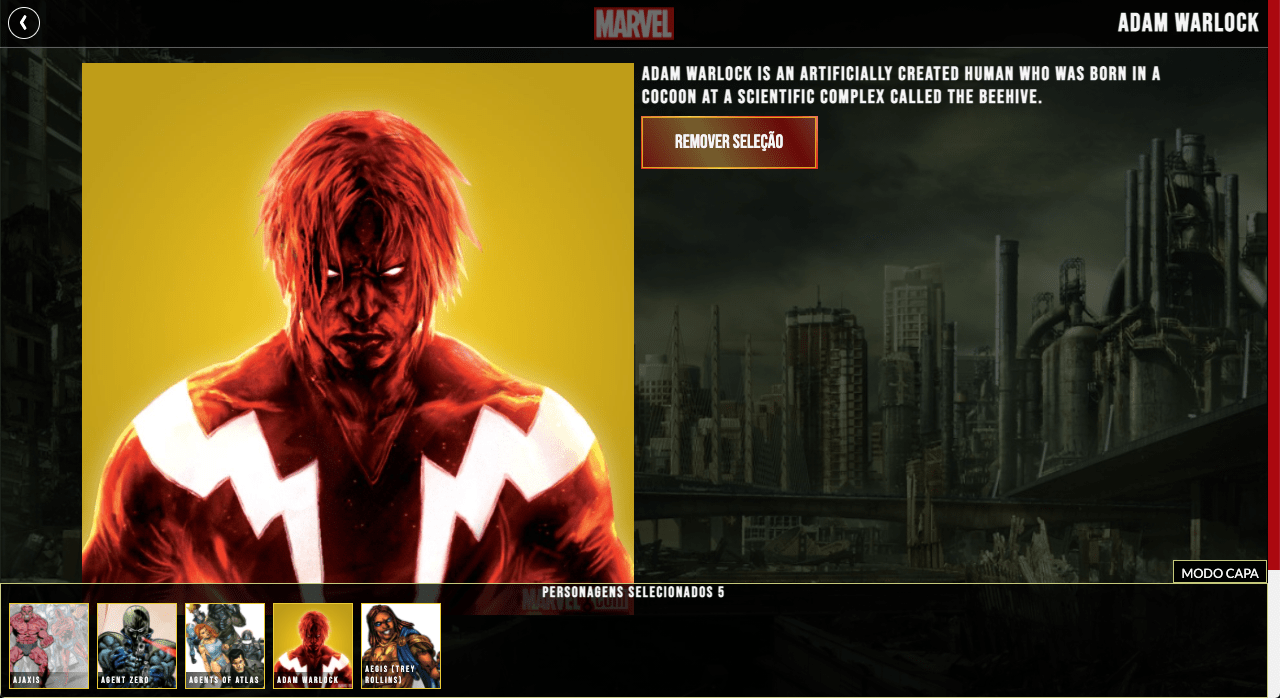 MARVEL
ADAM WARLOCK
ADAM WARLOCK IS AN ARTIFICIALLY CREATED HUMAN WHO WAS BORN IN A
COCOON AT A SCIENTIFIC COMPLEX CALLED THE BEEHIVE.
REMOVER SELEÇÃO
MODO CAPA
PERSONAGENS SELECIONADOS 5
MARVEL.com
AJAXIS
AGENT ZERO
AGENTS OF ATLAS
ADAM WARLOCK
AEGIS (TREY
ROLLINS)